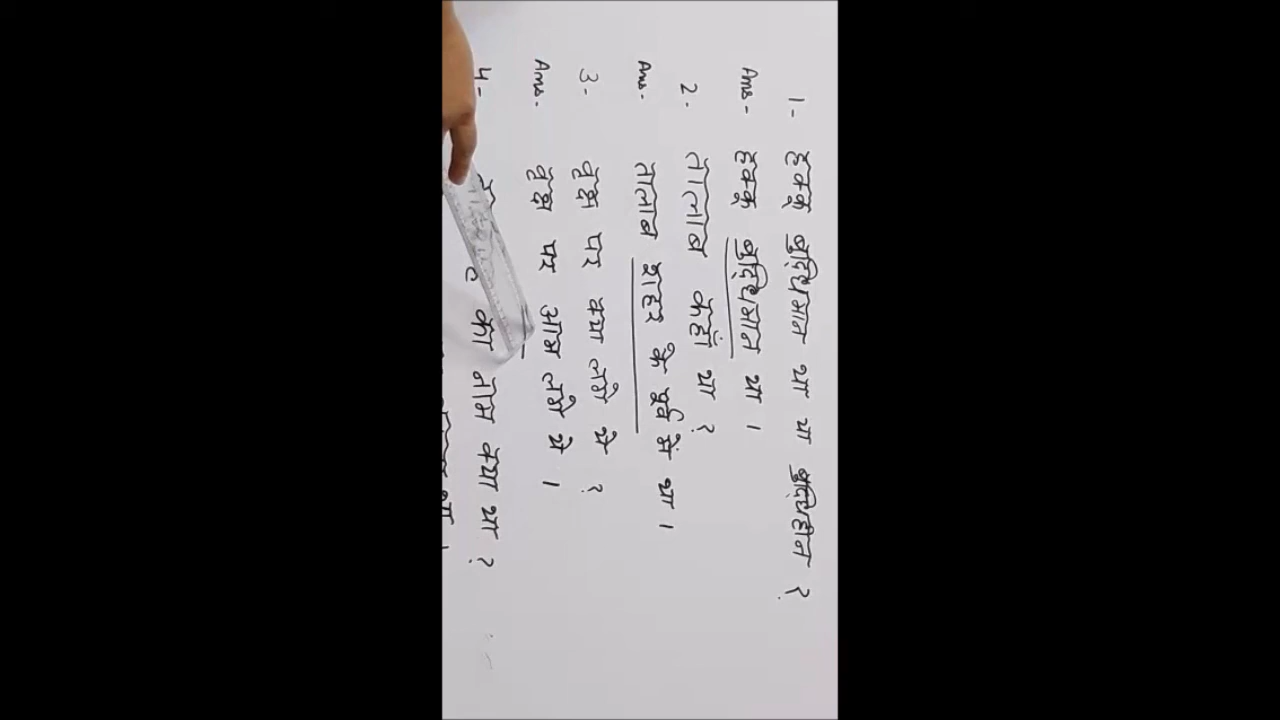 1- हक्कू बुद्धिमान था या बुद्धिहीन ?
Ans- हक्कू बुद्धिमान था ।
2- तालाब कहाँ था ?
Ans- तालाब शहर के पूर्व में था ।
3- वृक्ष पर क्या लगे थे ?
Ans- वृक्ष पर आम लगे थे ।
4- का नाम क्या था ?
था ।